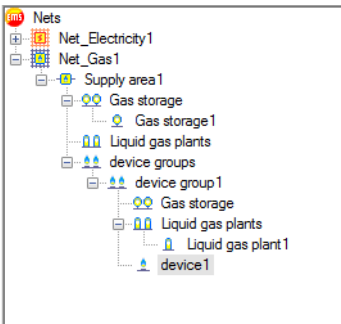 Nets
Net_Electricity1
Net_Gas1
Supply area1
Gas storage
Gas storage1
Liquid gas plants
device groups
device group1
Gas storage
Liquid gas plants
Liquid gas plant1
device1